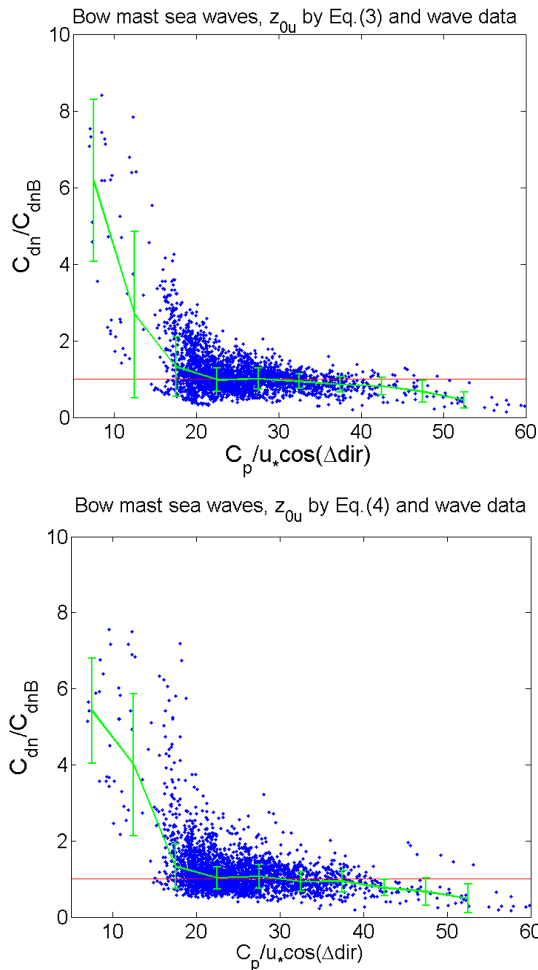 Bow mast sea waves, z0u by Eq.(3) and wave data
10
8
6
4
2
0
Cdn/CdnB
10 20 30 40 50 60
Cp/u*cos(Δdir)
Bow mast sea waves, z0u by Eq.(4) and wave data
10
8
6
4
2
0
Cdn/CdnB
10 20 30 40 50 60
Cp/u*cos(Δdir)